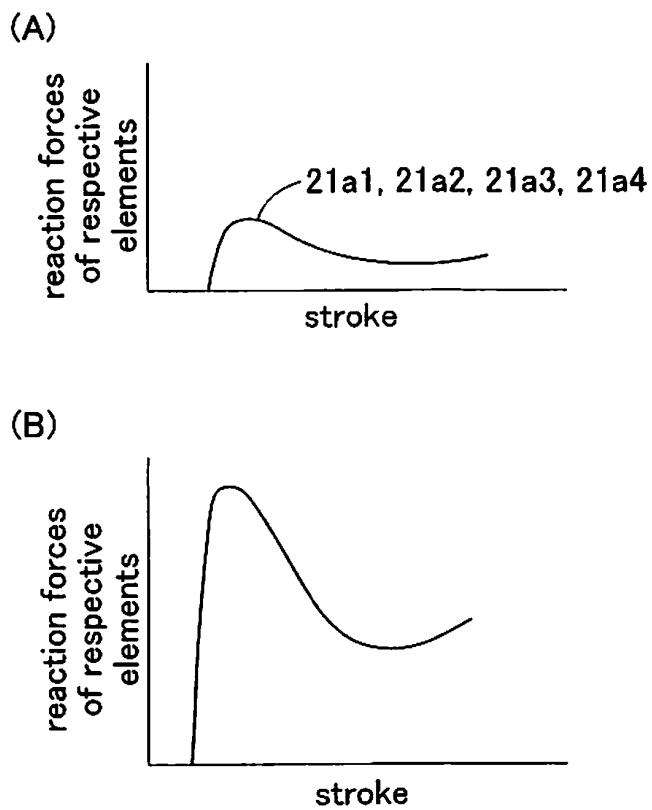 (A)
reaction forces
of respective
elements
21a1, 21a2, 21a3, 21a4
stroke
(B)
reaction forces
of respective
elements
stroke